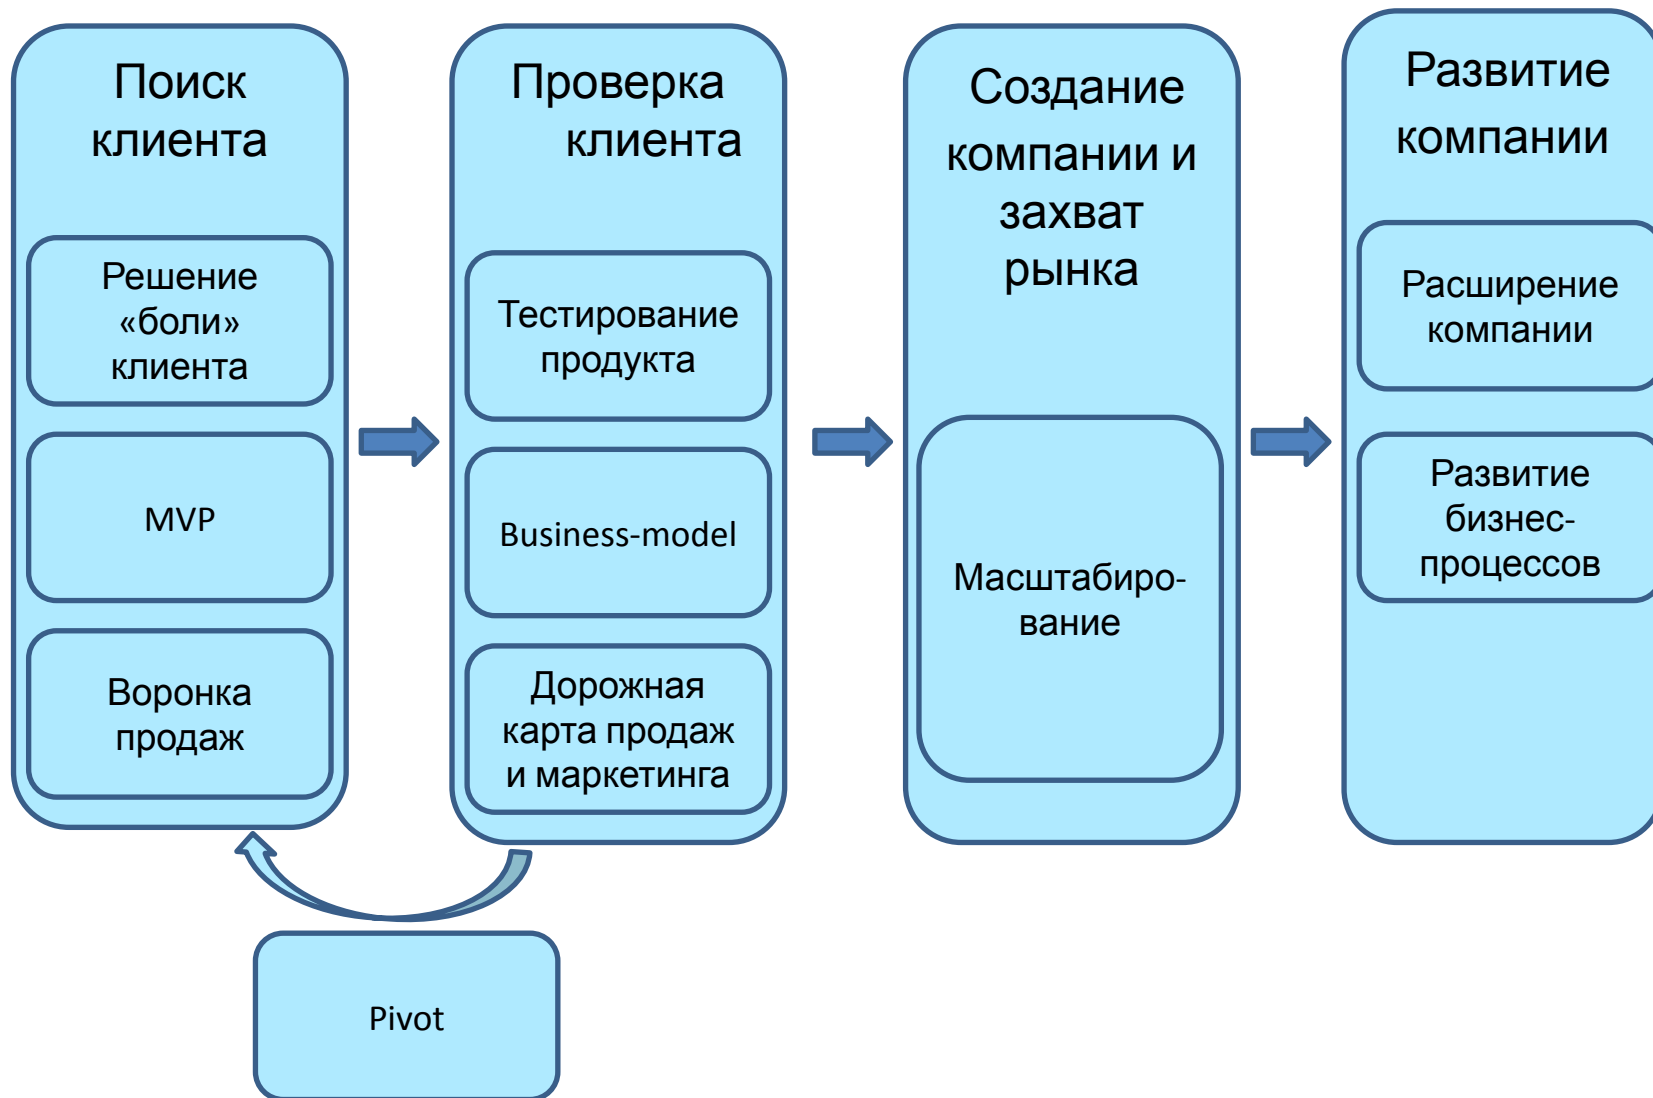 Поиск
клиента
Решение
«боли»
клиента
MVP
Воронка
продаж
Проверка
клиента
Тестирование
продукта
Business-model
Дорожная
карта продаж
и маркетинга
Создание
компании и
захват
рынка
Масштабиро-
вание
Развитие
компании
Расширение
компании
Развитие
бизнес-
процессов
Pivot